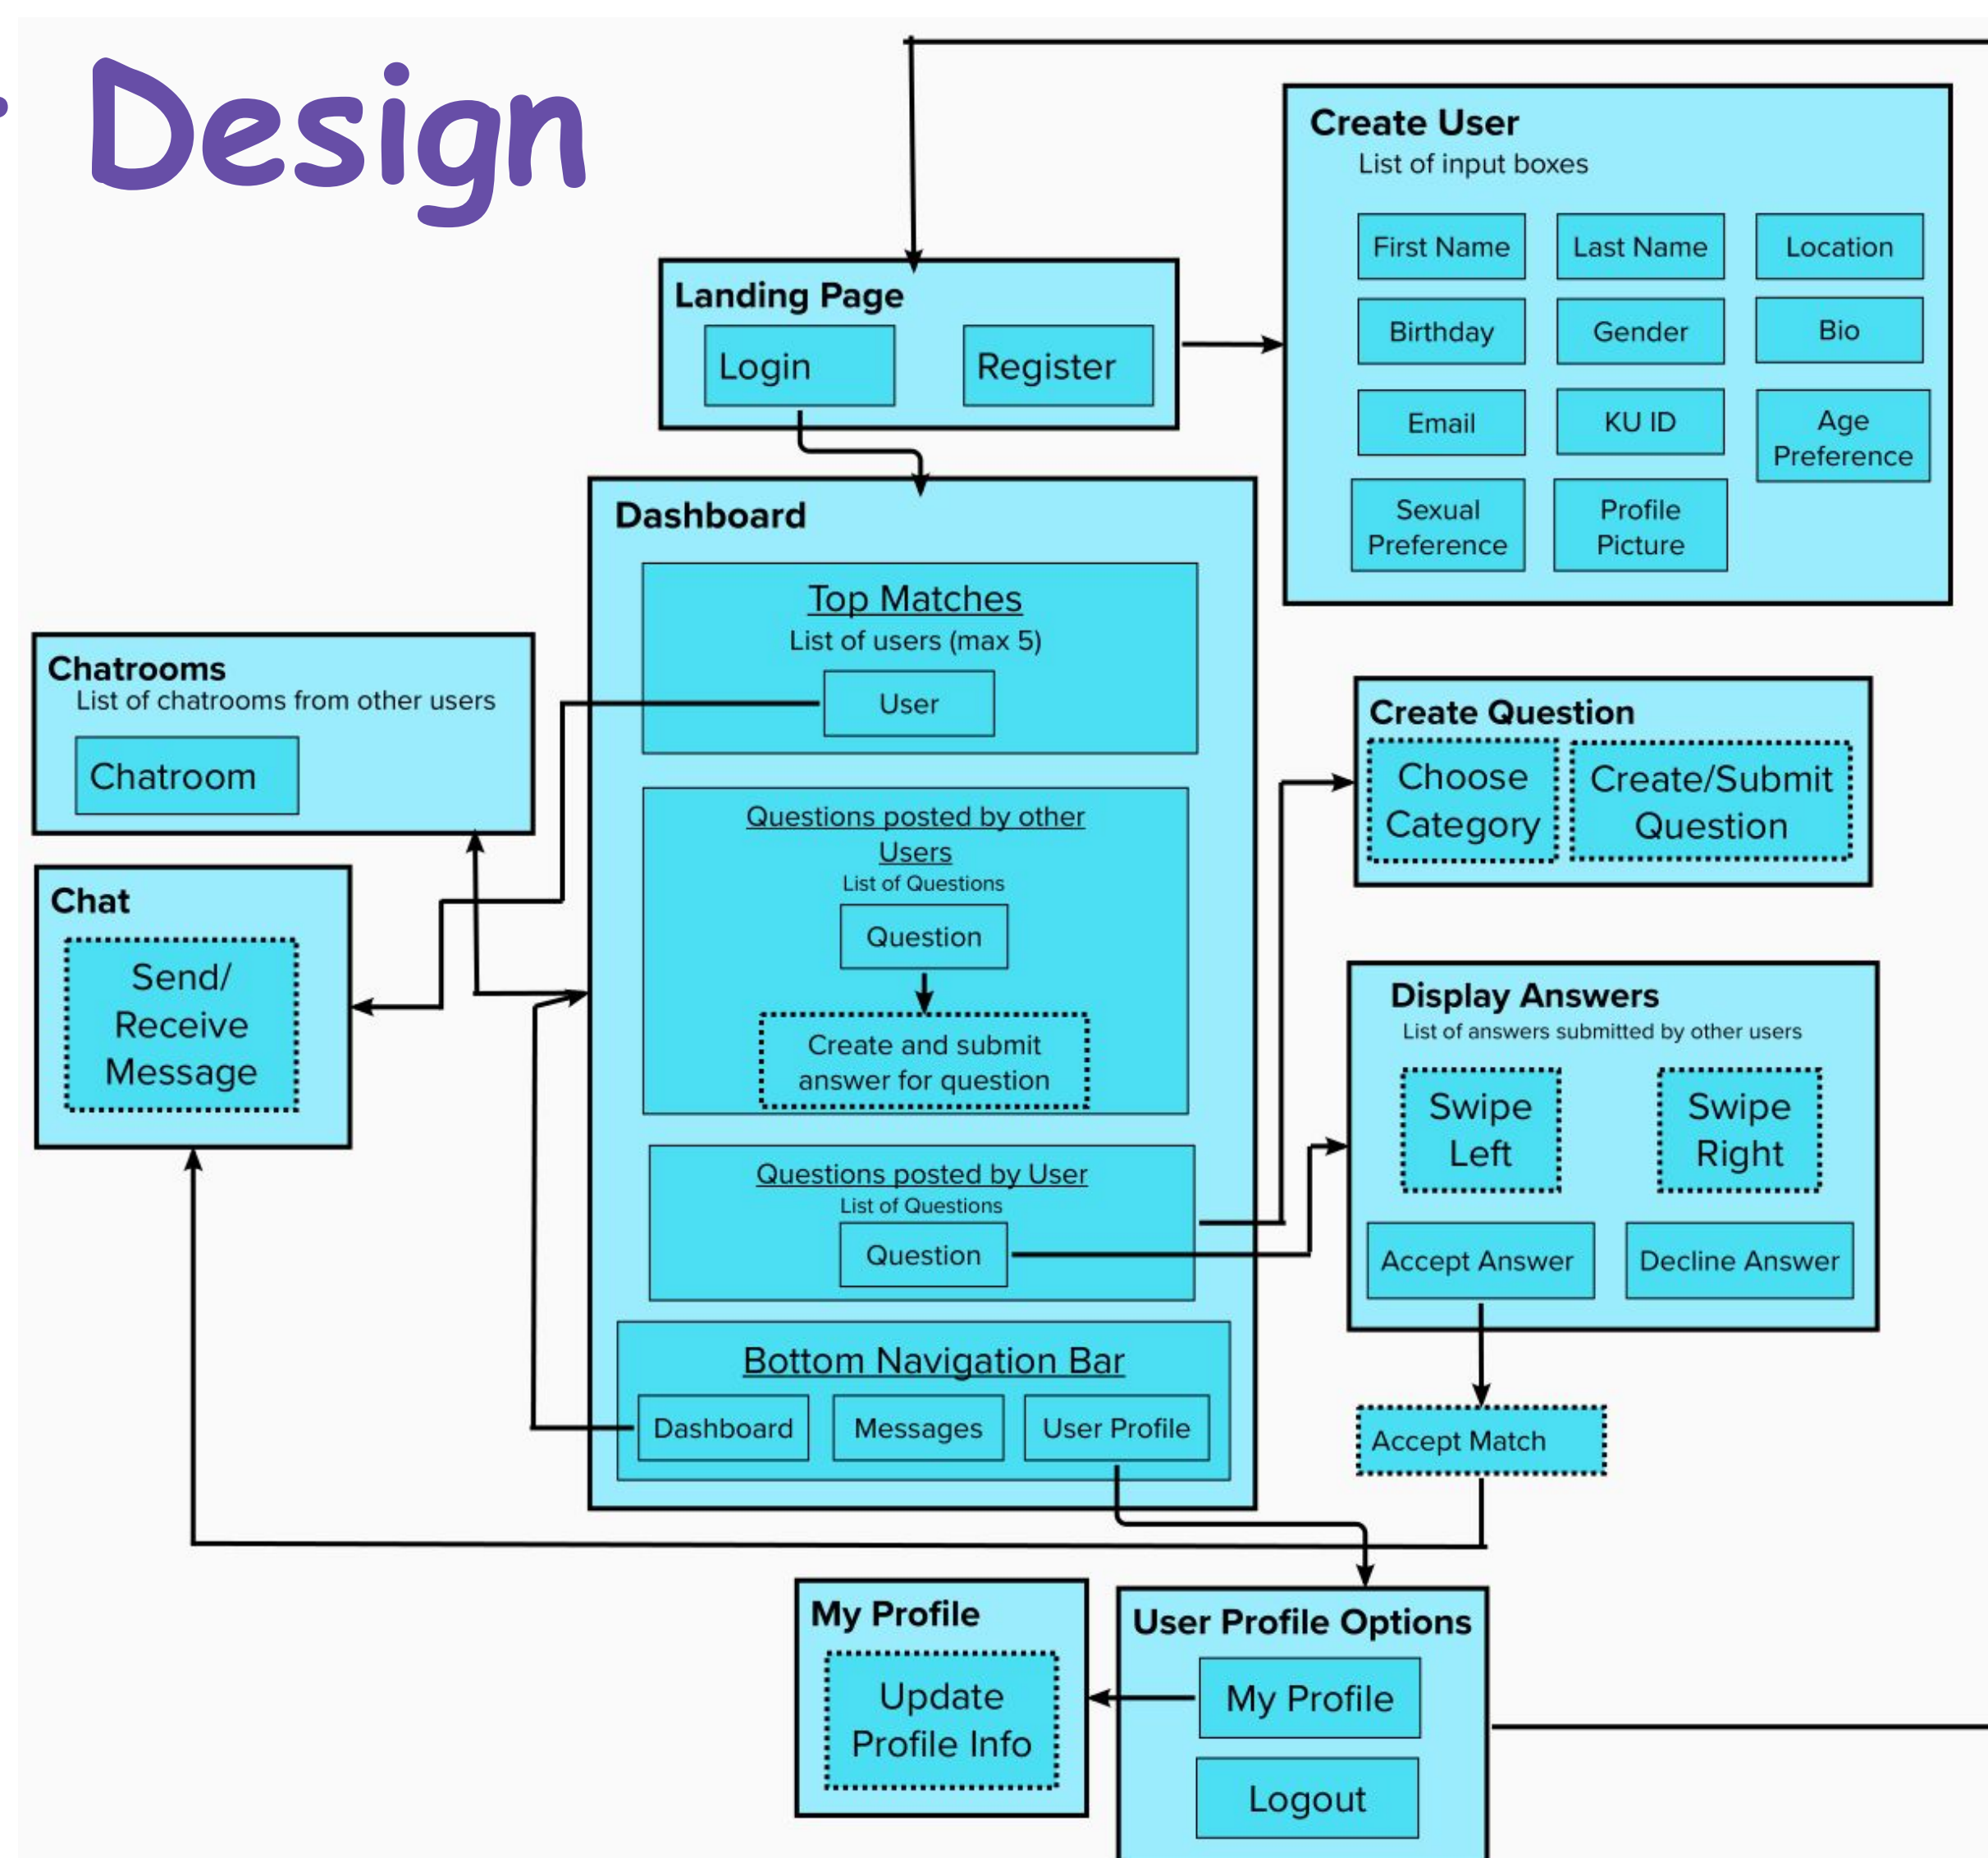 Design
Create User
List of input boxes
First Name
Last Name
Location
Birthday
Gender
Bio
Email
KU ID
Age
Preference
Sexual
Preference
Profile
Picture
Landing Page
Login
Register
Dashboard
Top Matches
List of users (max 5)
User
Questions posted by other
Users
List of Questions
Question
Create and submit
answer for question
Questions posted by User
List of Questions
Question
Bottom Navigation Bar
Dashboard
Messages
User Profile
Chatrooms
List of chatrooms from other users
Chatroom
Chat
Send/
Receive
Message
Create Question
Choose
Category
Create/Submit
Question
Display Answers
List of answers submitted by other users
Swipe
Left
Swipe
Right
Accept Answer
Decline Answer
Accept Match
My Profile
Update
Profile Info
User Profile Options
My Profile
Logout